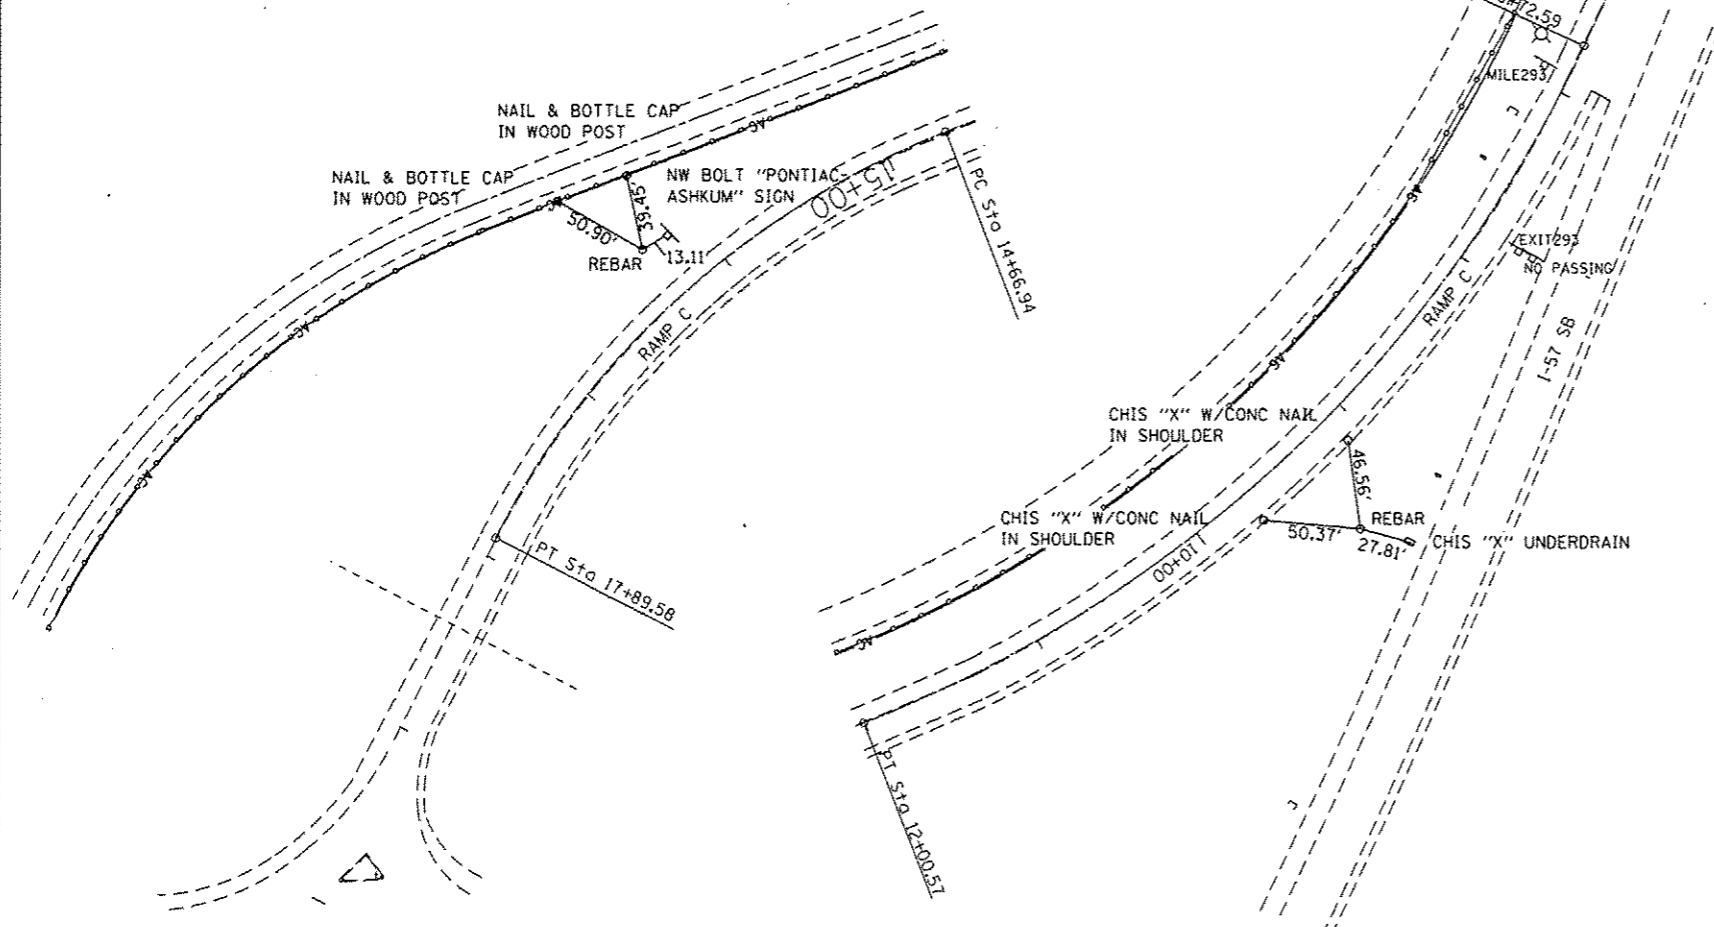 NAIL & BOTTLE CAP
IN WOOD POST
NAIL & BOTTLE CAP
IN WOOD POST
NW BOLT "PONTIAC-
ASHKUM" SIGN
39.45'
50.90'
13.11
REBAR
15+00
PC Sta 14+66.94
RAMP C
PT Sta 17+89.58
72.59
MILE293
EXIT293
NO PASSING
RAMP C
I-57 SB
CHIS "X" W/CONC NAIL
IN SHOULDER
46.56'
CHIS "X" W/CONC NAIL
IN SHOULDER
REBAR
50.37'
27.81'
CHIS "X" UNDERDRAIN
110+00
PT Sta 12+00.57